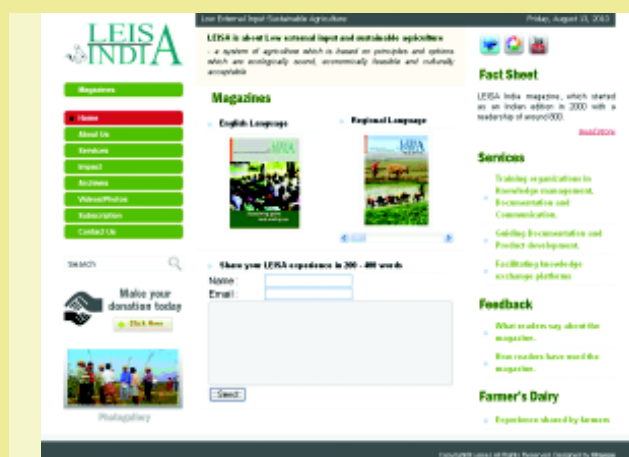 Low External Input Sustainable Agriculture
Friday, August 13, 2010
LEISA
INDIA
LEISA is about Low external input and sustainable agriculture
- a system of agriculture which is based on principles and options
which are ecologically sound, economically feasible and culturally
acceptable
Magazines
Home
About Us
Services
Impact
Archives
Videos/Photos
Subscription
Contact Us
Search
Make your
donation today
Click Here
Photogallery
Magazines
English Language
Regional Language
Share your LEISA experience in 200 - 400 words
Name :
Email :
Send
Fact Sheet
LEISA India magazine, which started
as an Indian edition in 2000 with a
readership of around 800.
Read More
Services
Training organizations in
Knowledge management,
Documentation and
Communication.
Guiding Documentation and
Product development.
Facilitating knowledge
exchange platforms
Feedback
What readers say about the
magazine.
How readers have used the
magazine.
Farmer's Dairy
Experience shared by farmers
All Rights Reserved. Designed by